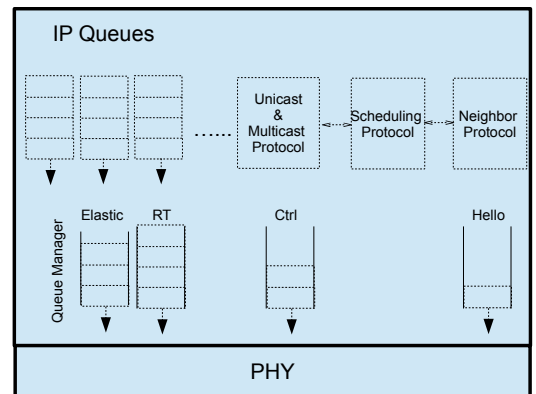 IP Queues
Unicast
&
Multicast
Protocol
Scheduling
Protocol
Neighbor
Protocol
......
Queue Manager
Elastic
RT
Ctrl
Hello
PHY